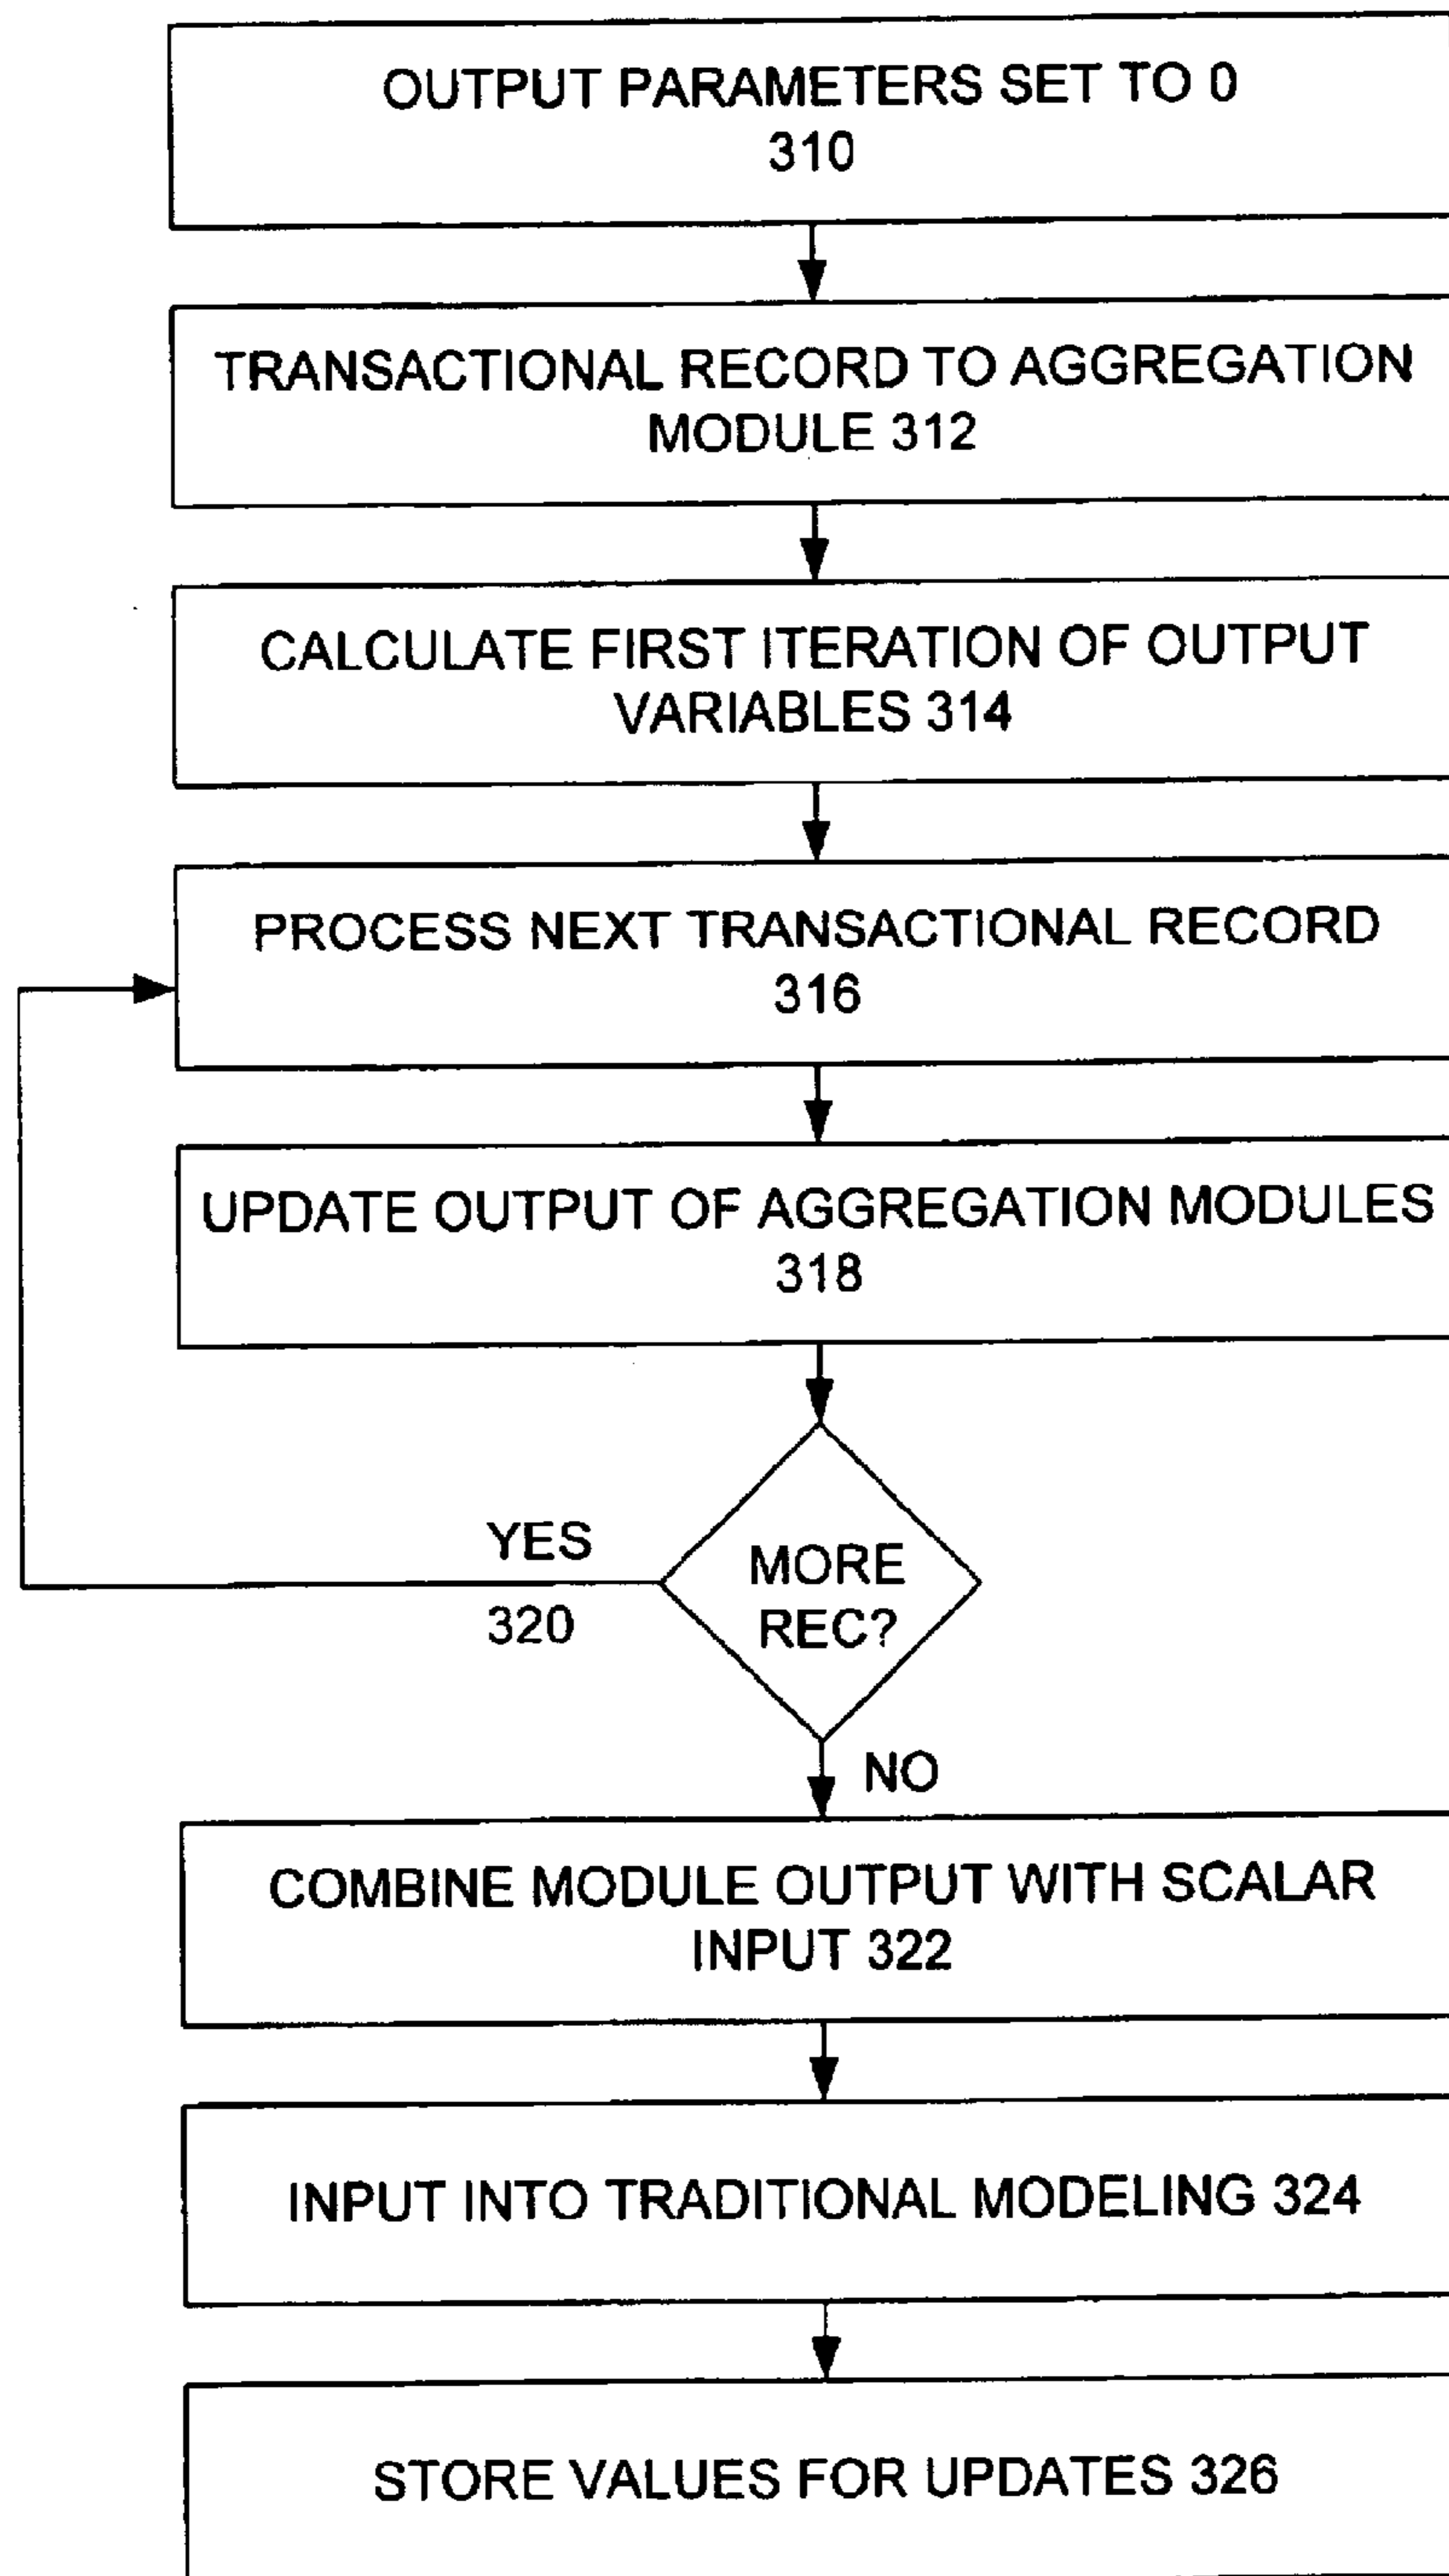 OUTPUT PARAMETERS SET TO 0
310
TRANSACTIONAL RECORD TO AGGREGATION
MODULE 312
CALCULATE FIRST ITERATION OF OUTPUT
VARIABLES 314
PROCESS NEXT TRANSACTIONAL RECORD
316
UPDATE OUTPUT OF AGGREGATION MODULES
318
YES
320
MORE
REC?
NO
COMBINE MODULE OUTPUT WITH SCALAR
INPUT 322
INPUT INTO TRADITIONAL MODELING 324
STORE VALUES FOR UPDATES 326